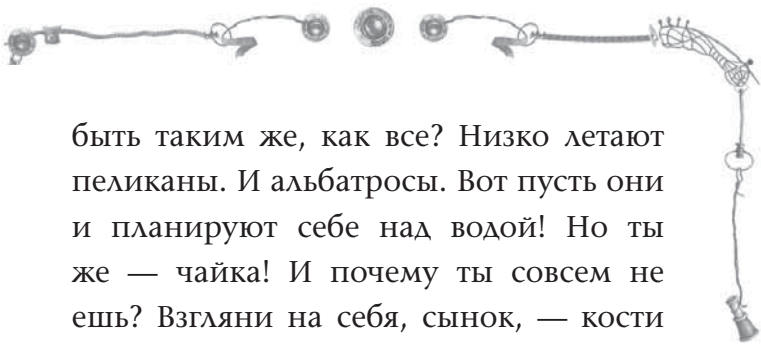 быть таким же, как все? Низко летают
пеликаны. И альбатросы. Вот пусть они
и планируют себе над водой! Но ты
же — чайка! И почему ты совсем не
ешь? Взгляни на себя, сынок, — кости